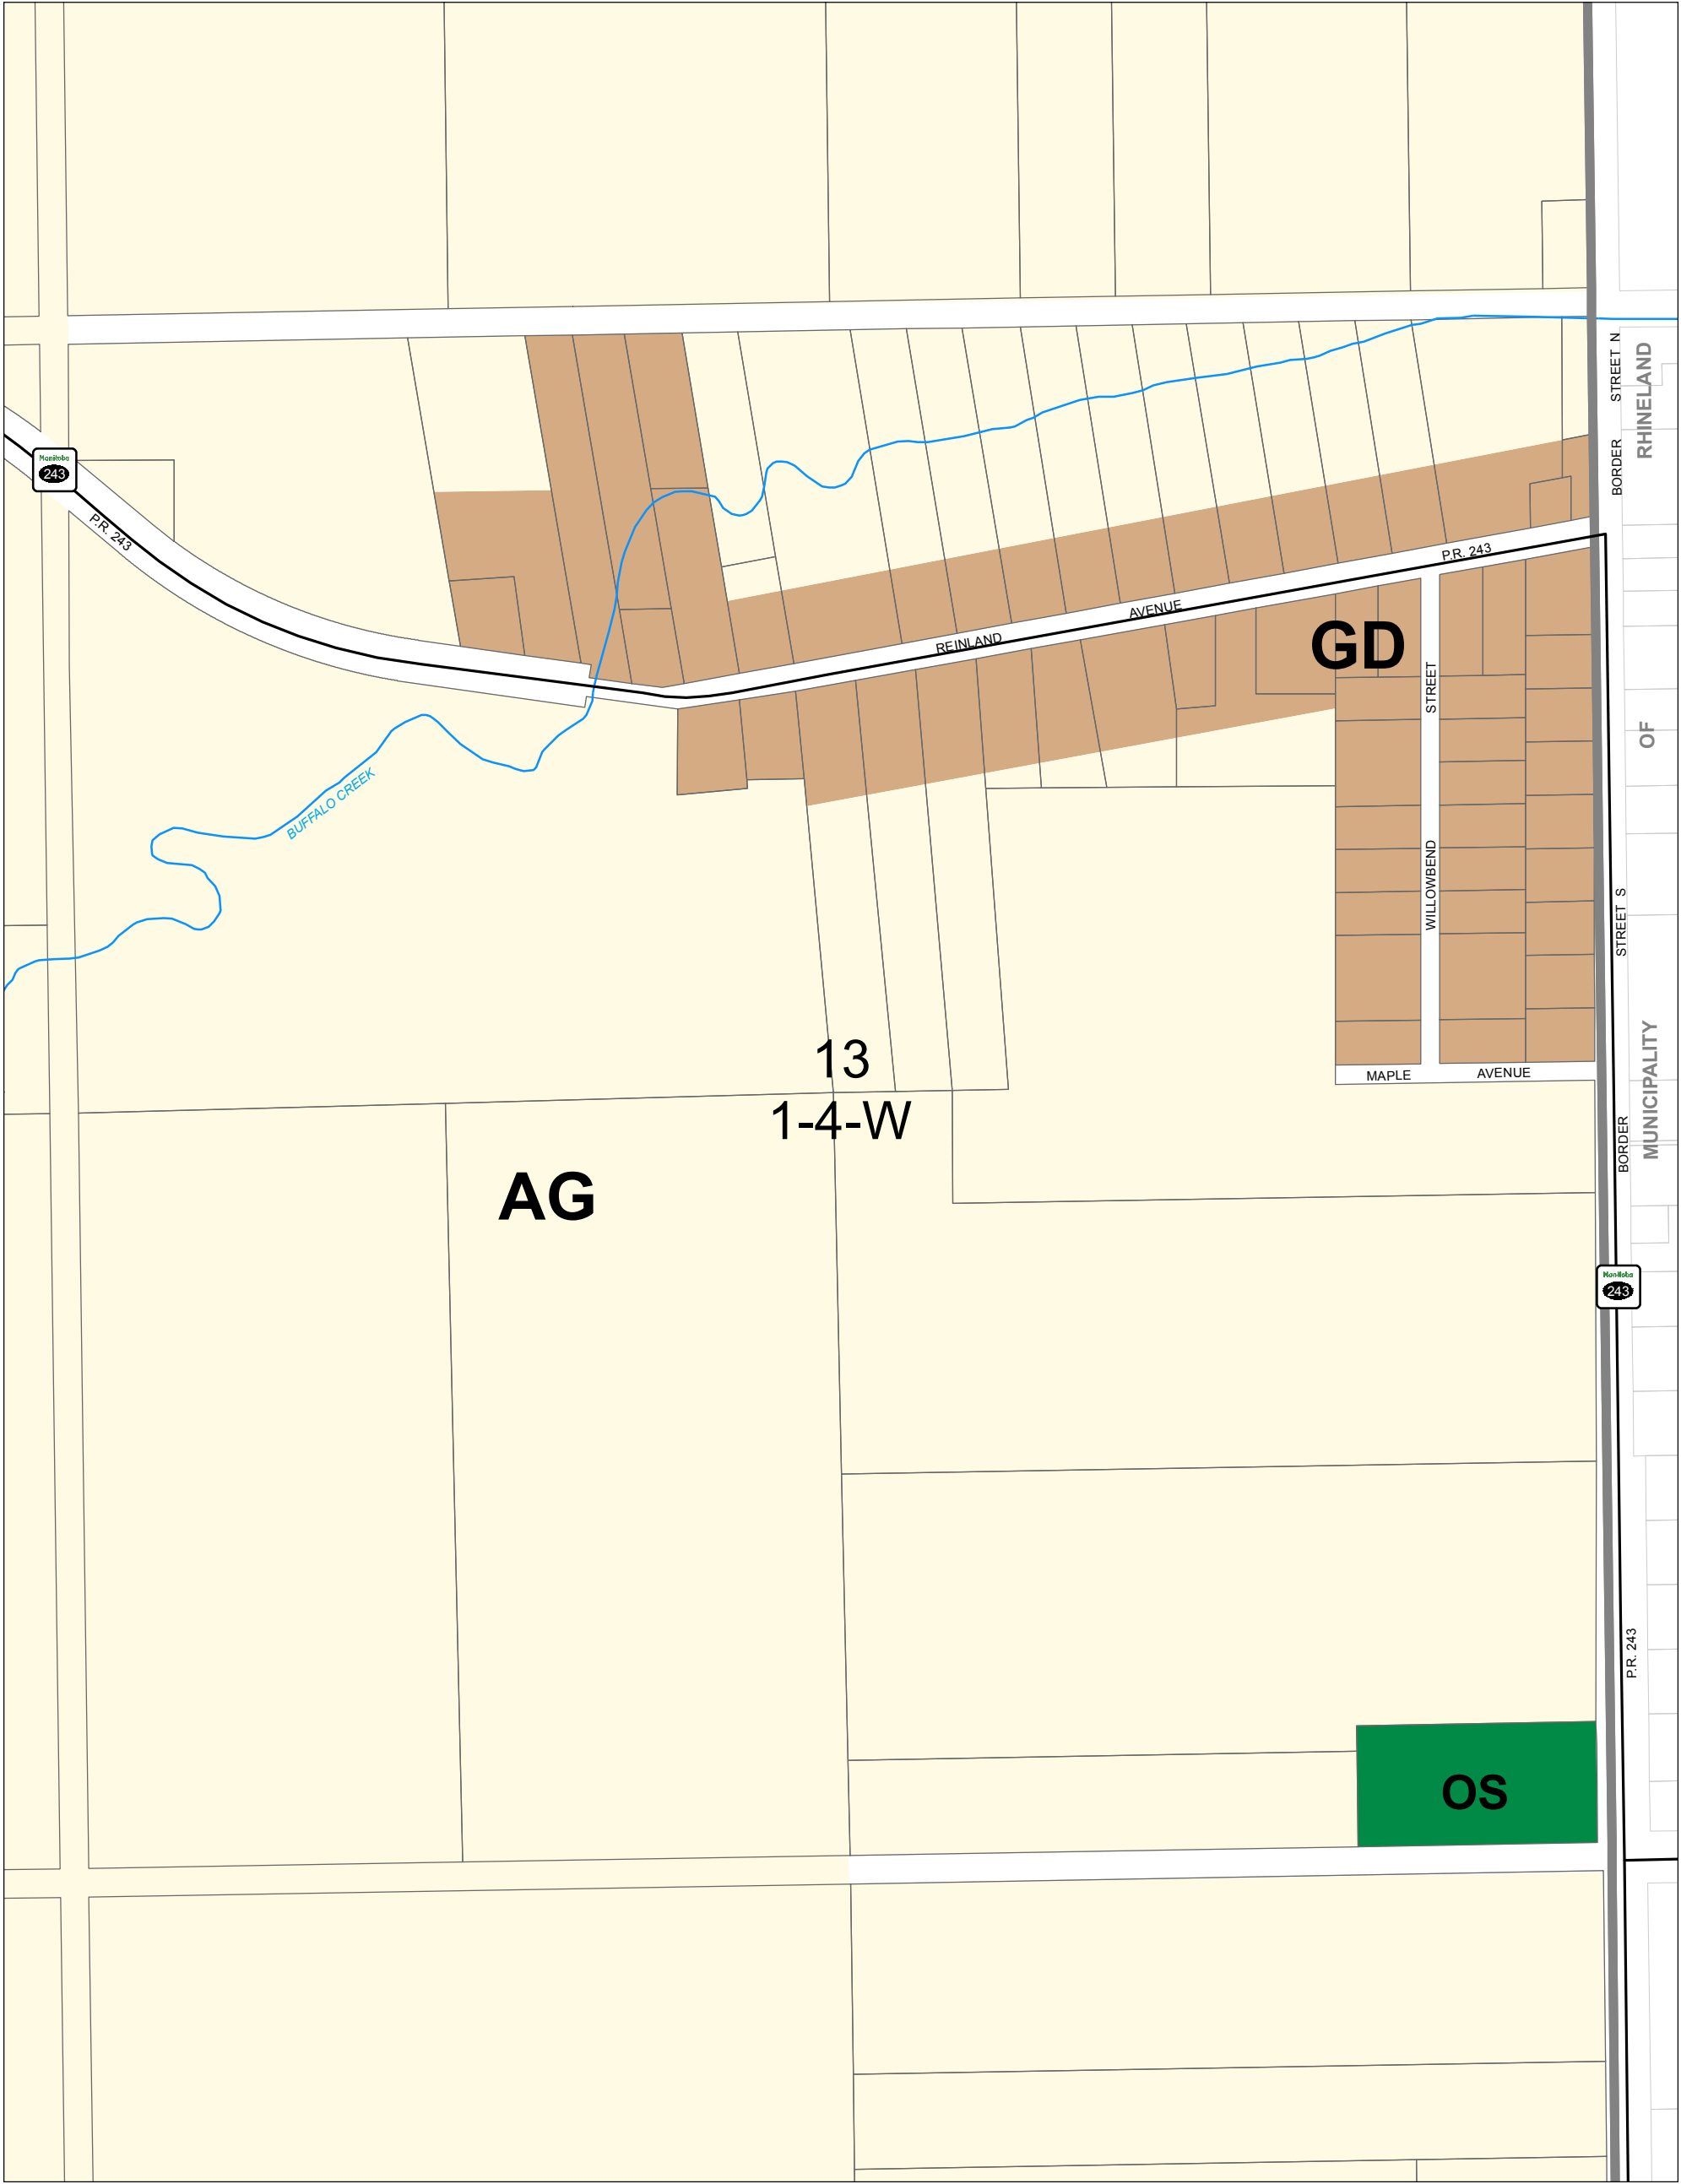 STREET N
BORDER
RHINELAND
Manitoba
243
P.R. 243
P.R. 243
REINLAND AVENUE
GD
STREET
WILLOWBEND
OF
BUFFALO CREEK
STREET S
BORDER
MUNICIPALITY
13
1-4-W
MAPLE AVENUE
AG
Manitoba
243
P.R. 243
OS